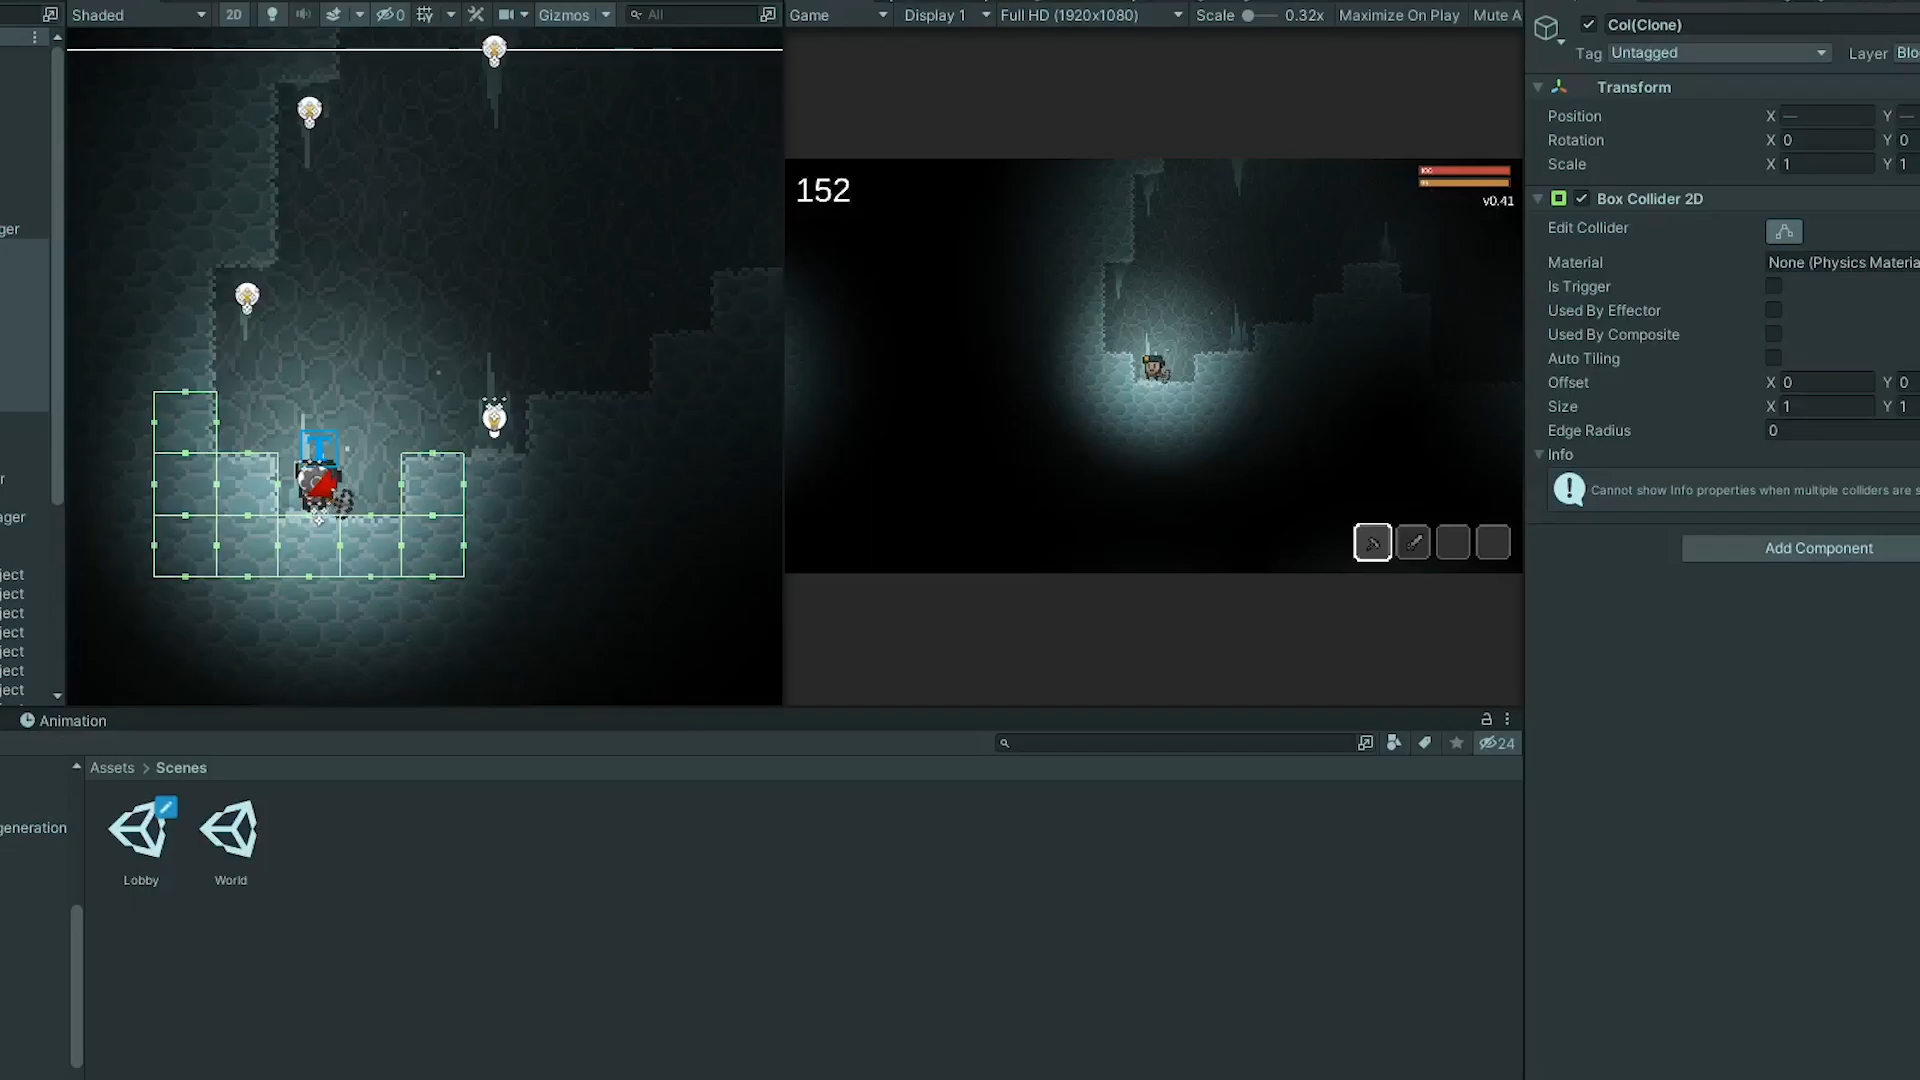 Shaded 2D 0 Gizmos All
Game Display 1 Full HD (1920x1080) Scale 0.32x Maximize On Play Mute A
Col(Clone)
Tag Untagged Layer Blo
Transform
Position X — Y —
Rotation X 0 Y 0
Scale X 1 Y 1
Box Collider 2D
Edit Collider
Material None (Physics Materia
Is Trigger
Used By Effector
Used By Composite
Auto Tiling
Offset X 0 Y 0
Size X 1 Y 1
Edge Radius 0
Info
Cannot show Info properties when multiple colliders are s
Add Component
152
100
v0.41
T
ger
r
ager
ject
ject
ject
ject
ject
ject
ject
Animation
24
Assets > Scenes
generation
Lobby
World